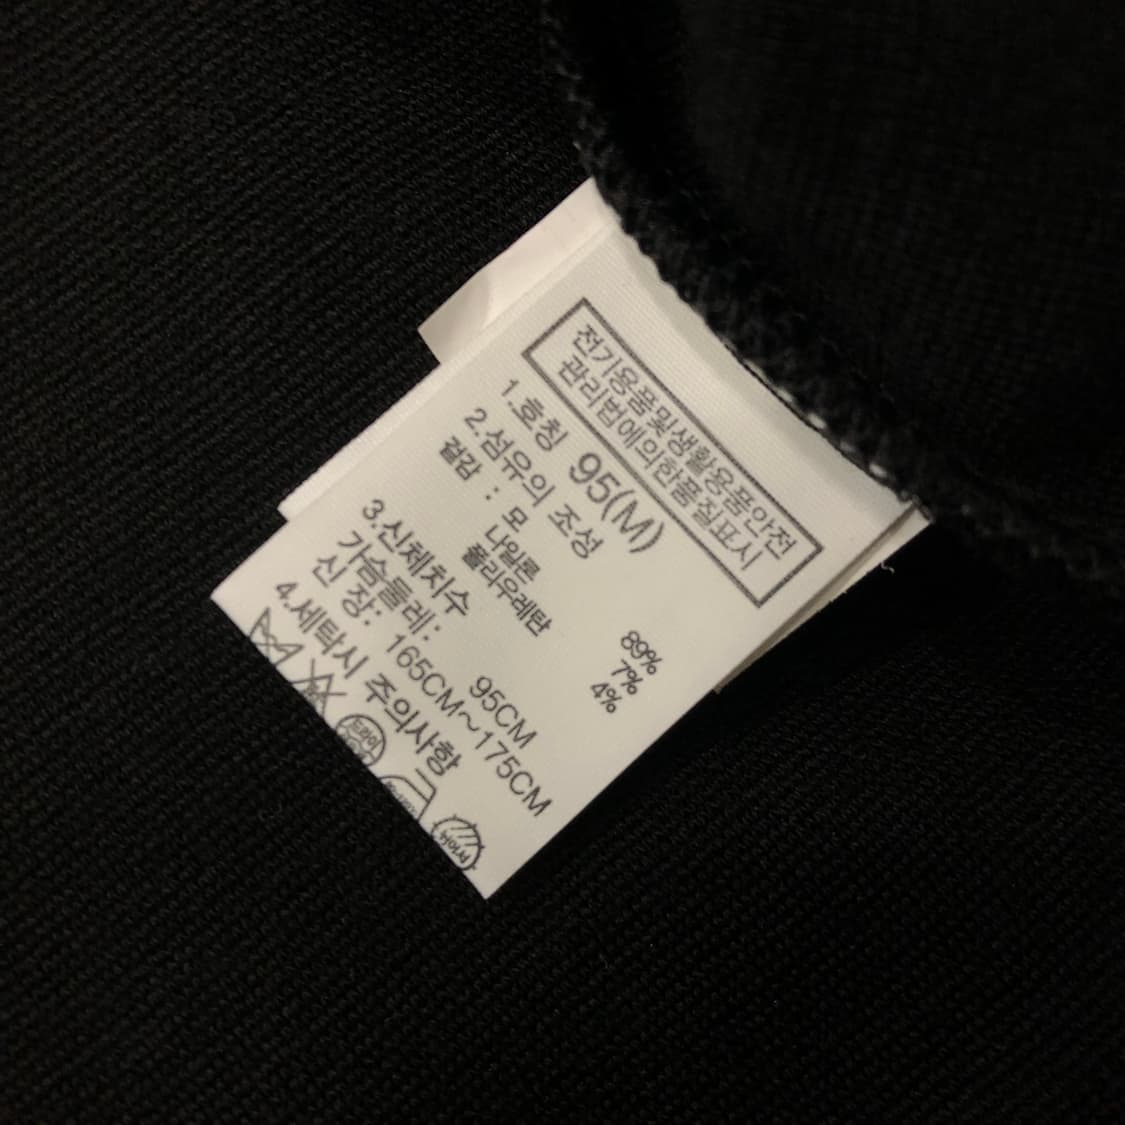 전기용품및생활용품안전
관리법에의한품질표시
1.호칭 95(M)
2.섬유의 조성
겉감 : 모 89%
나일론 7%
폴리우레탄 4%
3.신체치수
가슴둘레: 95CM
신 장: 165CM~175CM
4.세탁시 주의사항
드라이